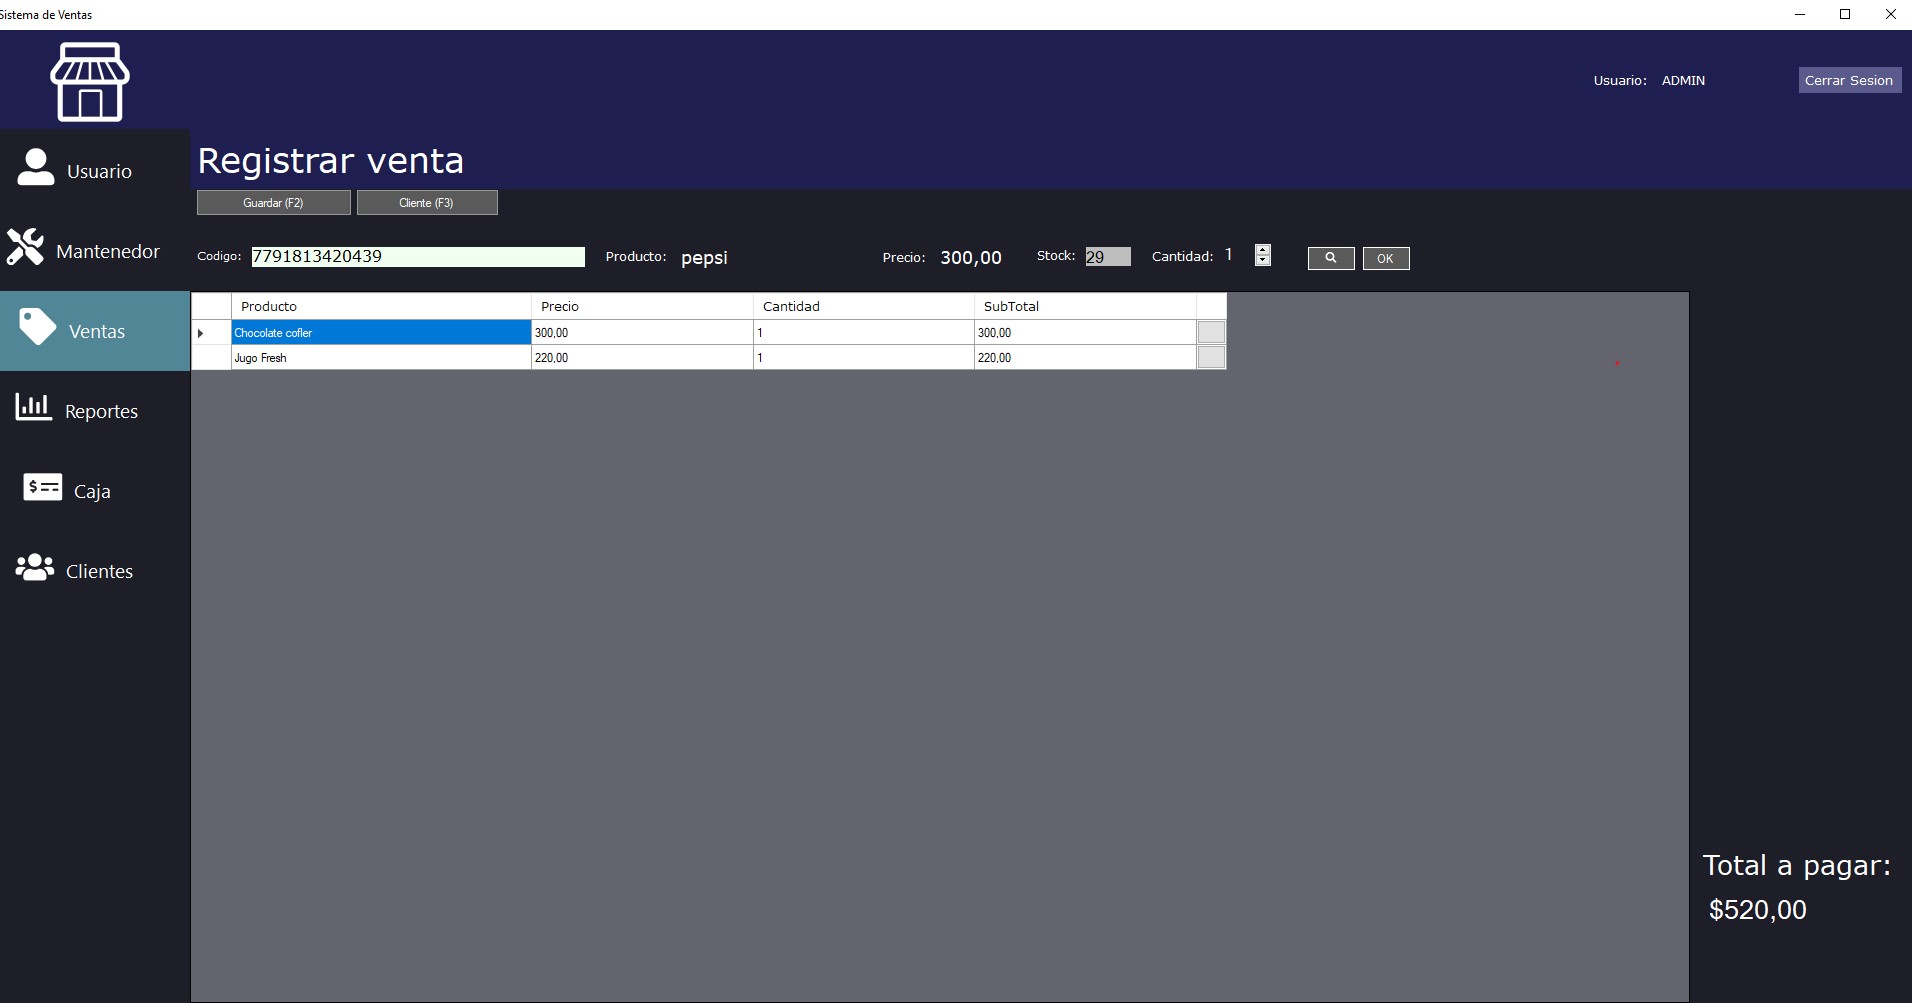 Sistema de Ventas
Usuario: ADMIN
Cerrar Sesion
Usuario
Mantenedor
Ventas
Reportes
Caja
Clientes
Registrar venta
Guardar (F2) Cliente (F3)
Codigo: 7791813420439 Producto: pepsi Precio: 300,00 Stock: 29 Cantidad: 1 OK
Producto Precio Cantidad SubTotal
Chocolate cofler 300,00 1 300,00
Jugo Fresh 220,00 1 220,00
Total a pagar:
$520,00